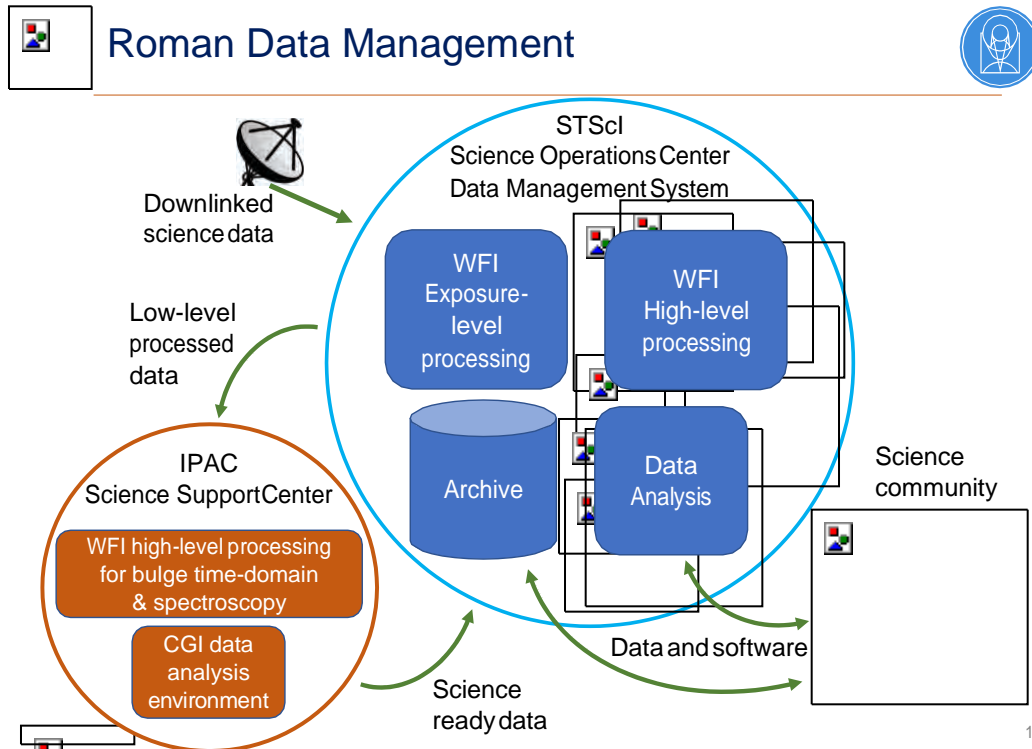 Roman Data Management
STScI
Science Operations Center
Data Management System
Downlinked
science data
WFI
Exposure-
level
processing
WFI
High-level
processing
Low-level
processed
data
Archive
Data
Analysis
Science
community
IPAC
Science Support Center
WFI high-level processing
for bulge time-domain
& spectroscopy
CGI data
analysis
environment
Data and software
Science
ready data
1